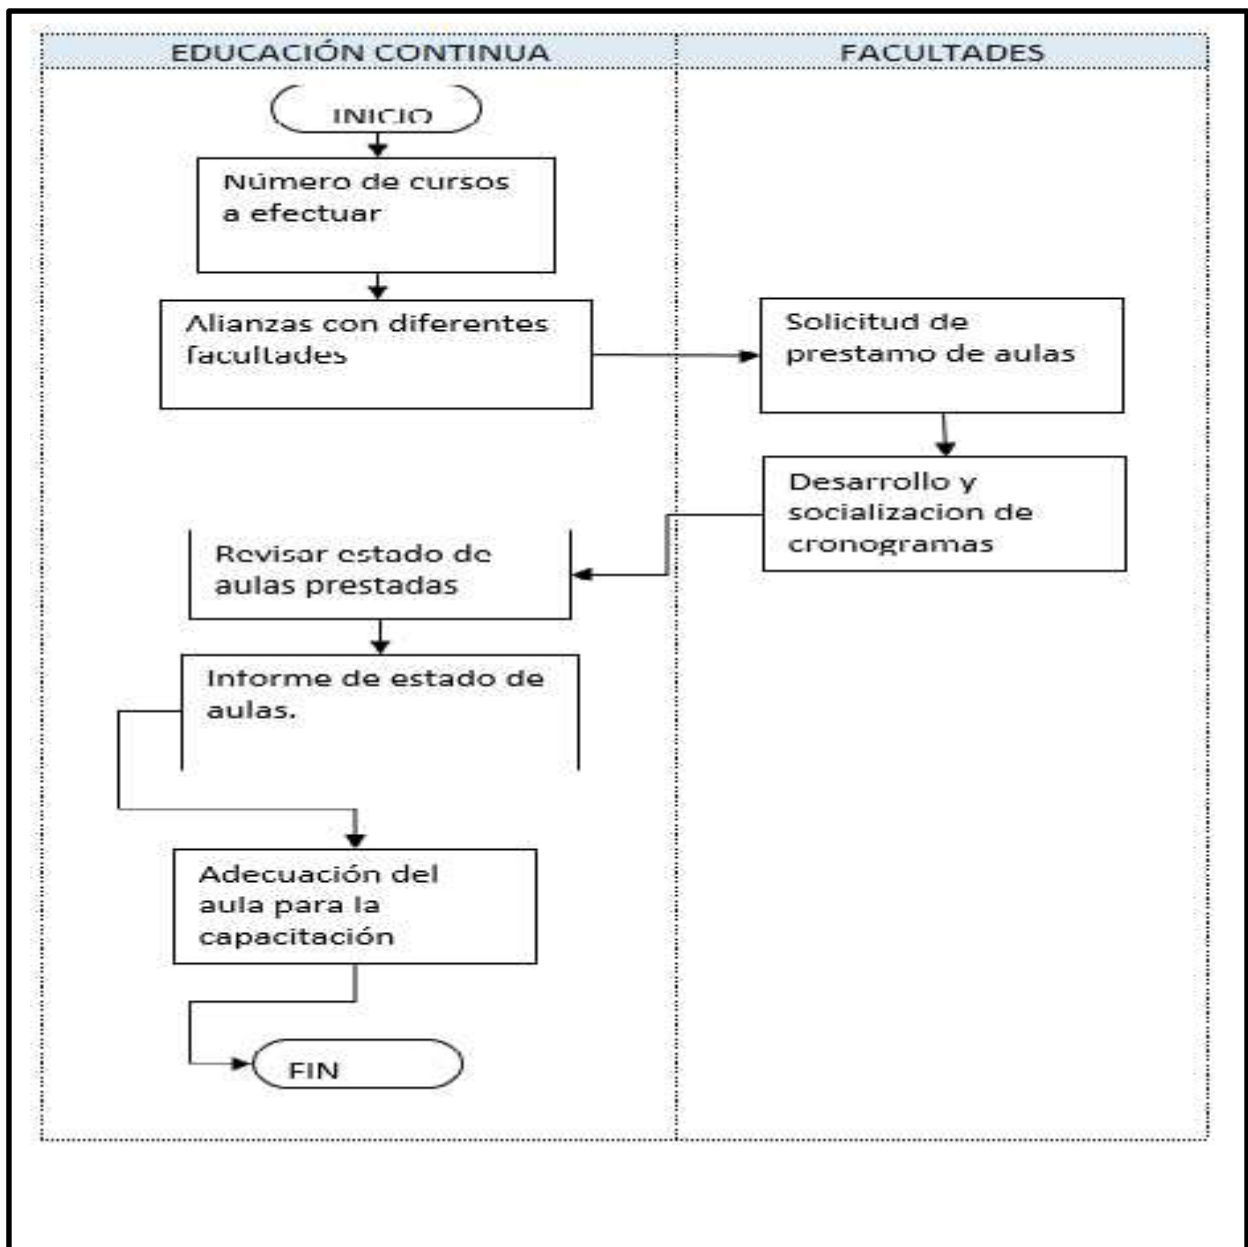 EDUCACIÓN CONTINUA
FACULTADES
INICIO
Número de cursos
a efectuar
Alianzas con diferentes
facultades
Solicitud de
prestamo de aulas
Desarrollo y
socializacion de
cronogramas
Revisar estado de
aulas prestadas
Informe de estado de
aulas.
Adecuación del
aula para la
capacitación
FIN